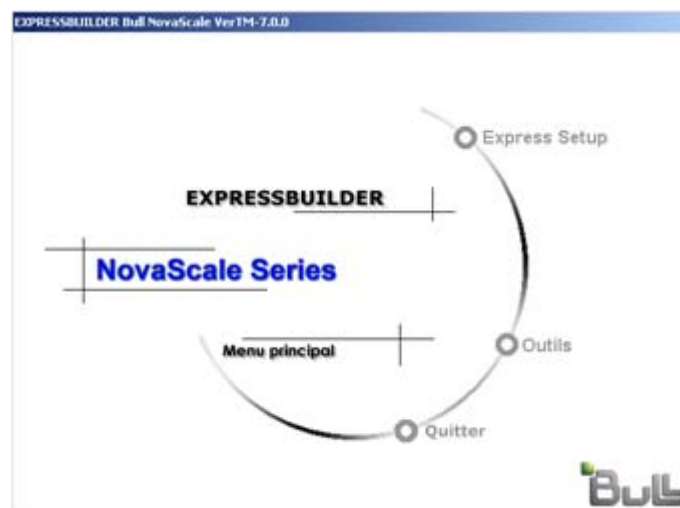 EXPRESSBUILDER Bull NovaScale VerTM-7.0.0
Express Setup
EXPRESSBUILDER
NovaScale Series
Menu principal
Outils
Quitter
Bull